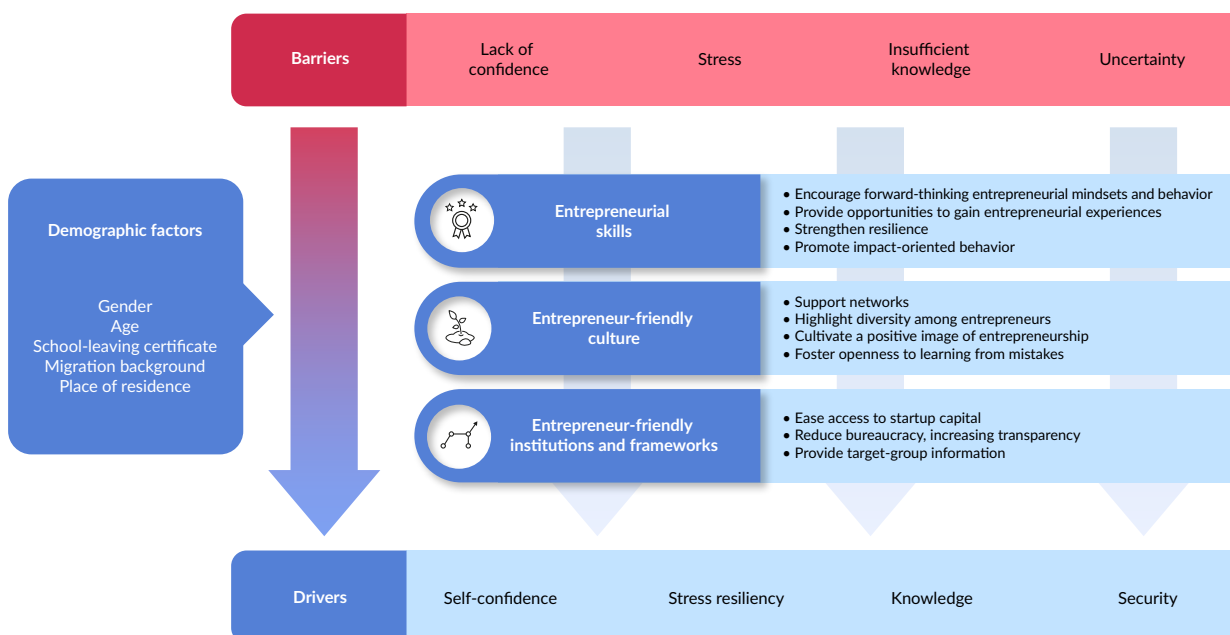 Barriers
Lack of
confidence
Stress
Insufficient
knowledge
Uncertainty
Demographic factors
Gender
Age
School-leaving certificate
Migration background
Place of residence
Entrepreneurial
skills
• Encourage forward-thinking entrepreneurial mindsets and behavior
• Provide opportunities to gain entrepreneurial experiences
• Strengthen resilience
• Promote impact-oriented behavior
Entrepreneur-friendly
culture
• Support networks
• Highlight diversity among entrepreneurs
• Cultivate a positive image of entrepreneurship
• Foster openness to learning from mistakes
Entrepreneur-friendly
institutions and frameworks
• Ease access to startup capital
• Reduce bureaucracy, increasing transparency
• Provide target-group information
Drivers
Self-confidence
Stress resiliency
Knowledge
Security